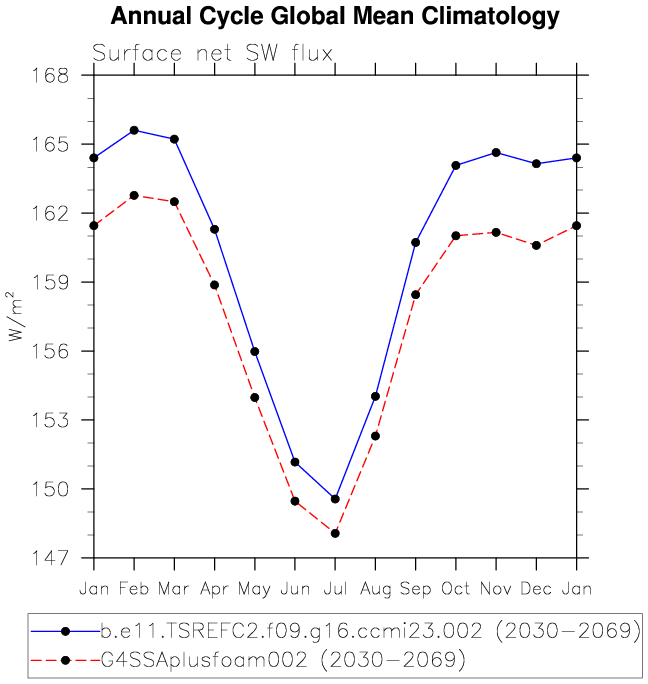 Annual Cycle Global Mean Climatology
Surface net SW flux
168
165
162
159
156
153
150
147
W/m²
Jan Feb Mar Apr May Jun Jul Aug Sep Oct Nov Dec Jan
b.e11.TSREFC2.f09.g16.ccmi23.002 (2030-2069)
G4SSAplusfoam002 (2030-2069)